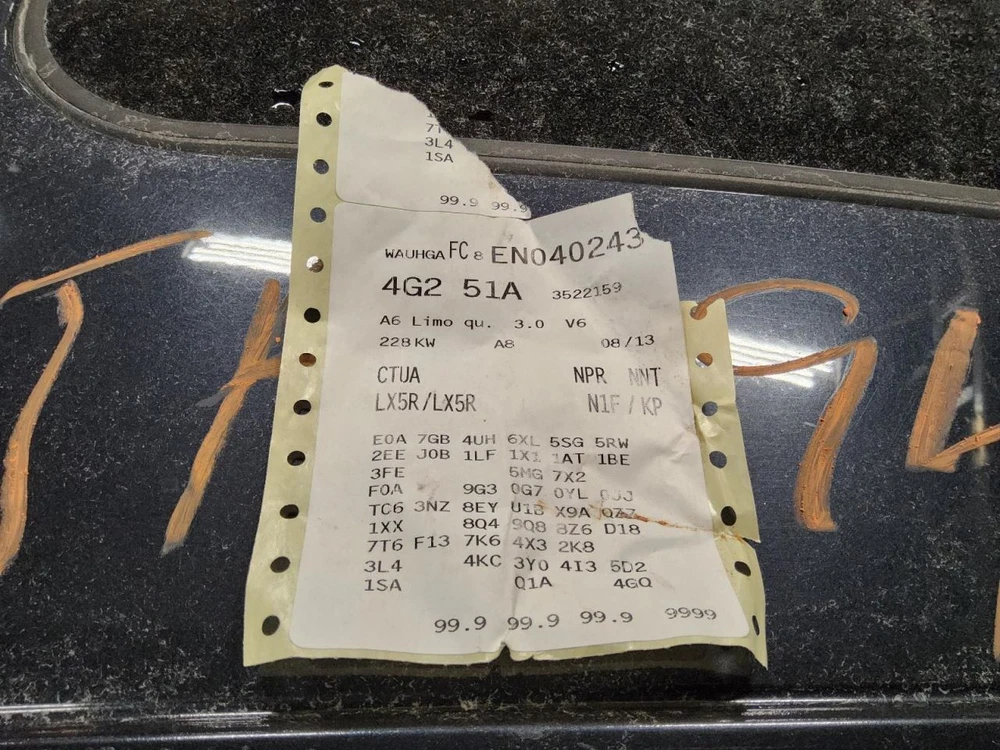 7T
3L4
1SA
99.9 99.9
WAUHGA FC 8 EN040243
4G2 51A 3522159
A6 Limo qu. 3.0 V6
228 KW A8 08/13
CTUA NPR NNT
LX5R/LX5R N1F / KP
E0A 7GB 4UH 6XL 5SG 5RW
2EE J0B 1LF 1X1 1AT 1BE
3FE 5MG 7X2
F0A 9G3 0G7 0YL 0JJ
TC6 3NZ 8EY X9A
1XX 8Q4 9Q8 8Z6 D18
7T6 F13 7K6 4X3 2K8
3L4 4KC 3Y0 4I3 5D2
1SA Q1A 4GQ
99.9 99.9 99.9 9999